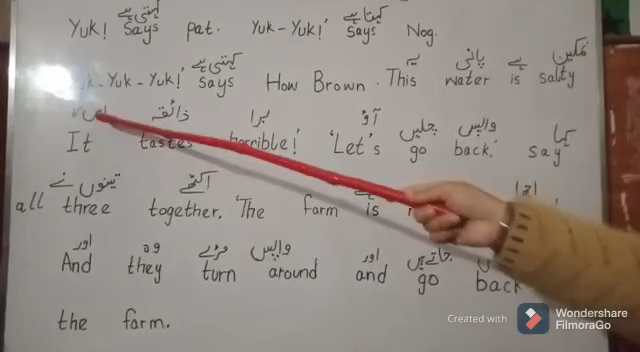 کہتی ہے کہتا ہے
Yuk! Says pat. Yuk-Yuk!' says Nog.
کہتی ہے یہ پانی ہے نمکین
-Yuk-Yuk!' Says How Brown. This water is salty
اس ذائقہ برا آؤ چلیں واپس کہا
It tastes horrible!' 'Let's go back.' say
تینوں نے اکٹھے ہے
all three together. 'The farm is
اور وہ مڑے واپس اور جاتے ہیں
And they turn around and go back
the farm.
Created with Wondershare FilmoraGo